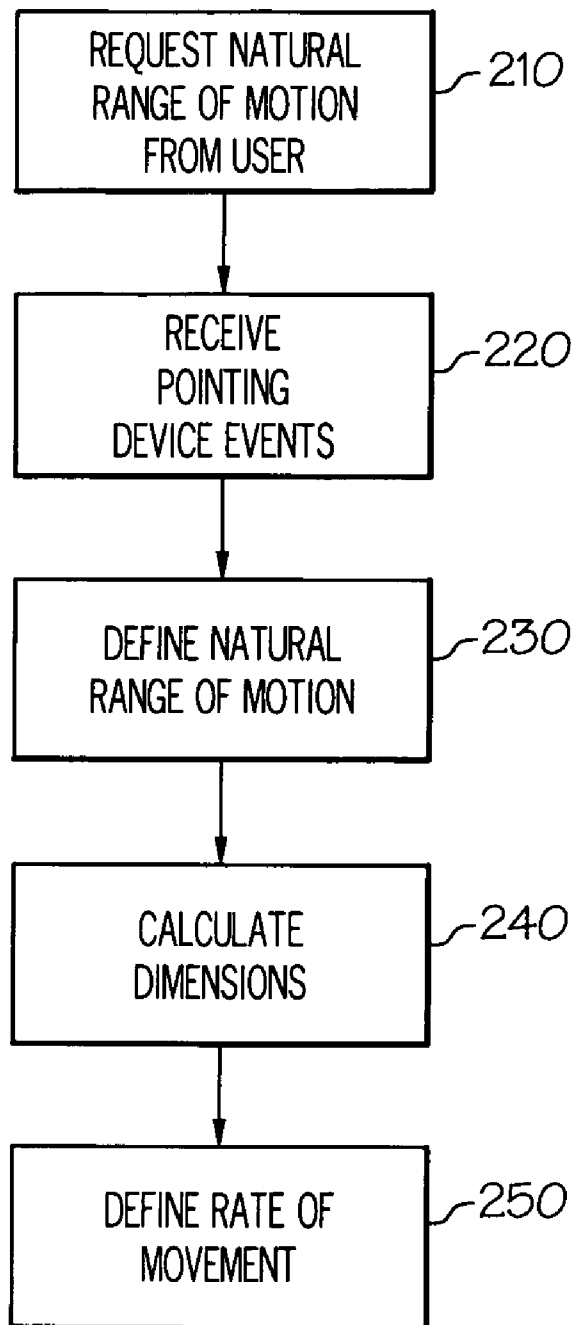 REQUEST NATURAL
RANGE OF MOTION
FROM USER
210
RECEIVE
POINTING
DEVICE EVENTS
220
DEFINE NATURAL
RANGE OF MOTION
230
CALCULATE
DIMENSIONS
240
DEFINE RATE OF
MOVEMENT
250